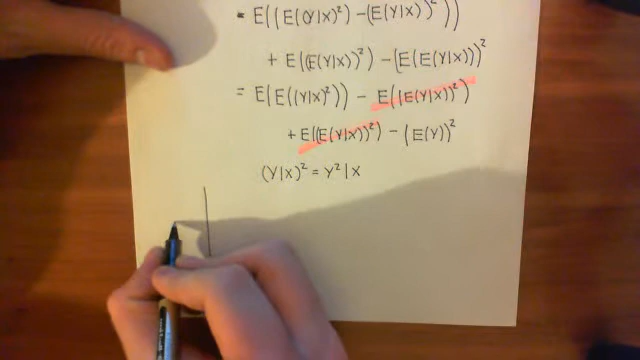 = E((E(Y|X)²) - (E(Y|X))²))
+ E((E(Y|X))²) - (E(E(Y|X)))²
= E(E((Y|X)²)) - E((E(Y|X))²)
+ E((E(Y|X))²) - (E(Y))²
(Y|X)² = Y²|X